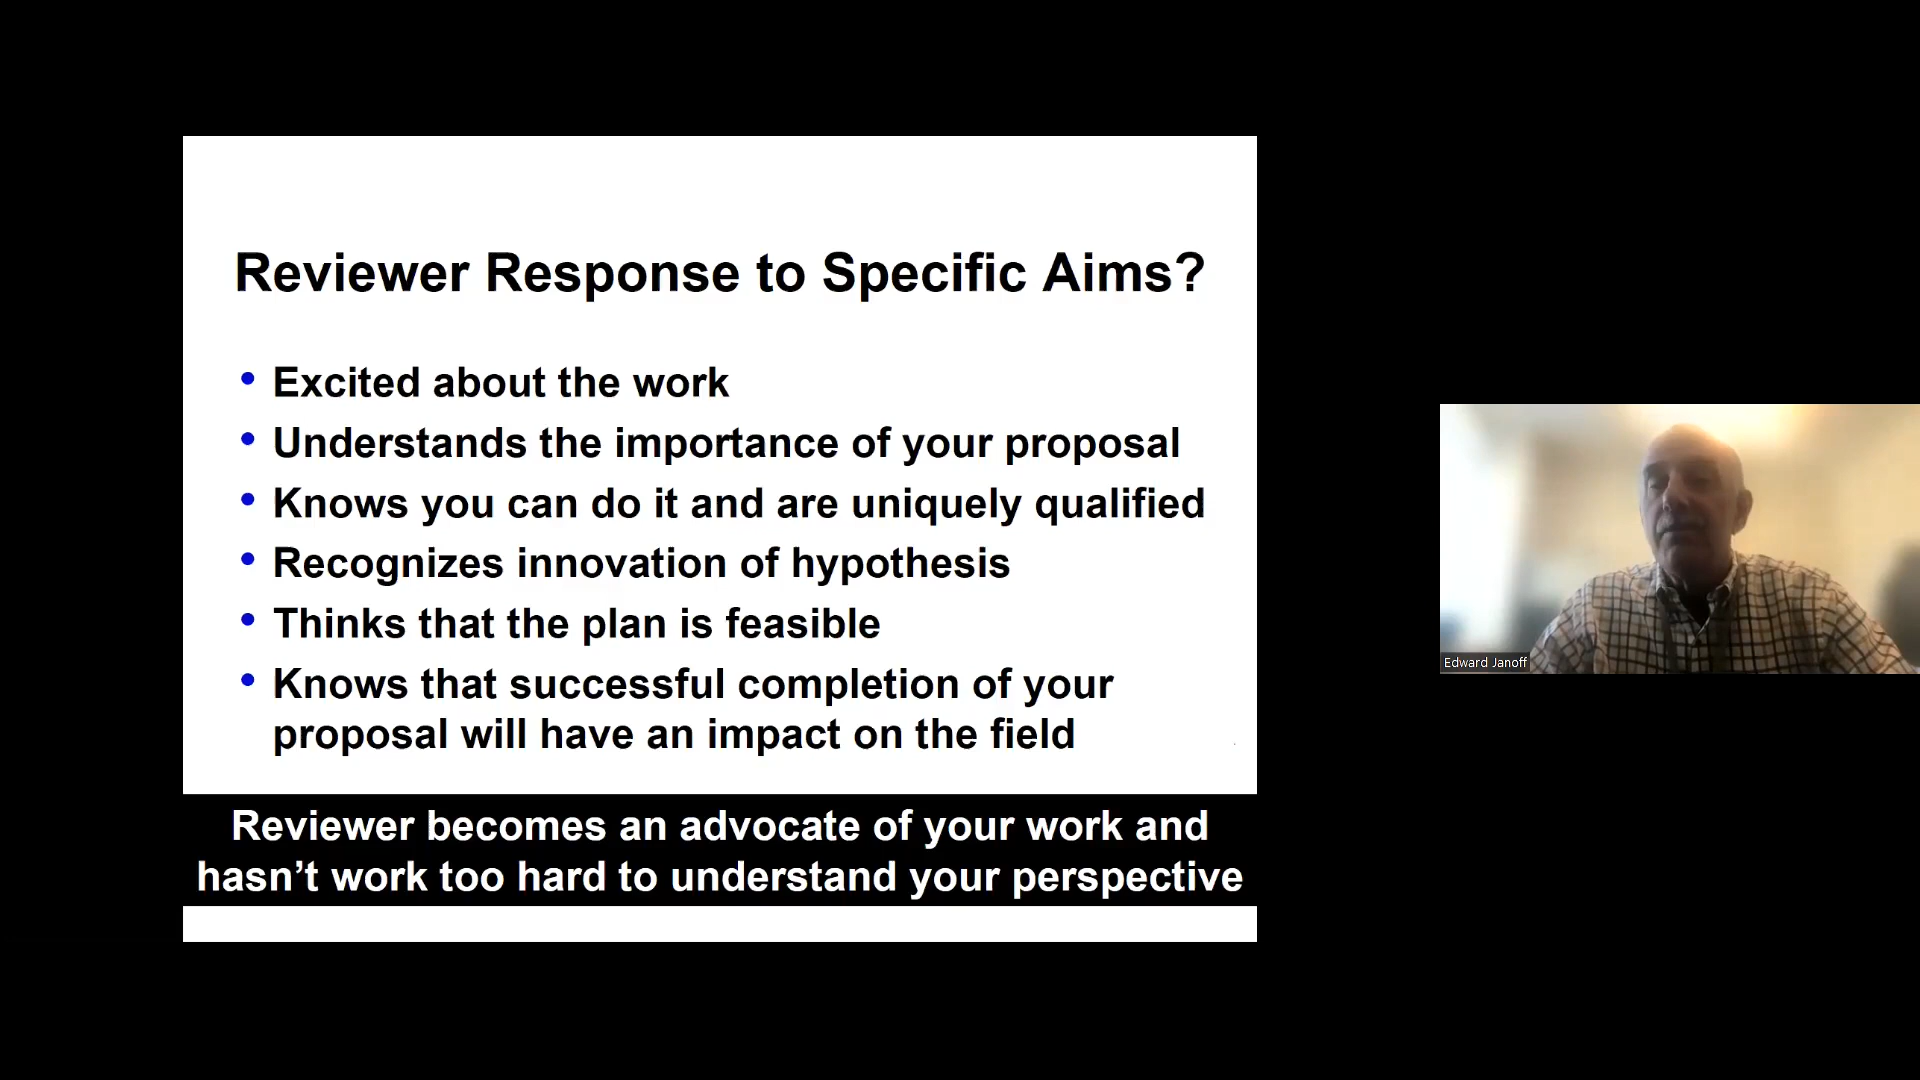 Reviewer Response to Specific Aims?
• Excited about the work
• Understands the importance of your proposal
• Knows you can do it and are uniquely qualified
• Recognizes innovation of hypothesis
• Thinks that the plan is feasible
• Knows that successful completion of your
proposal will have an impact on the field
Reviewer becomes an advocate of your work and
hasn’t work too hard to understand your perspective
Edward Janoff